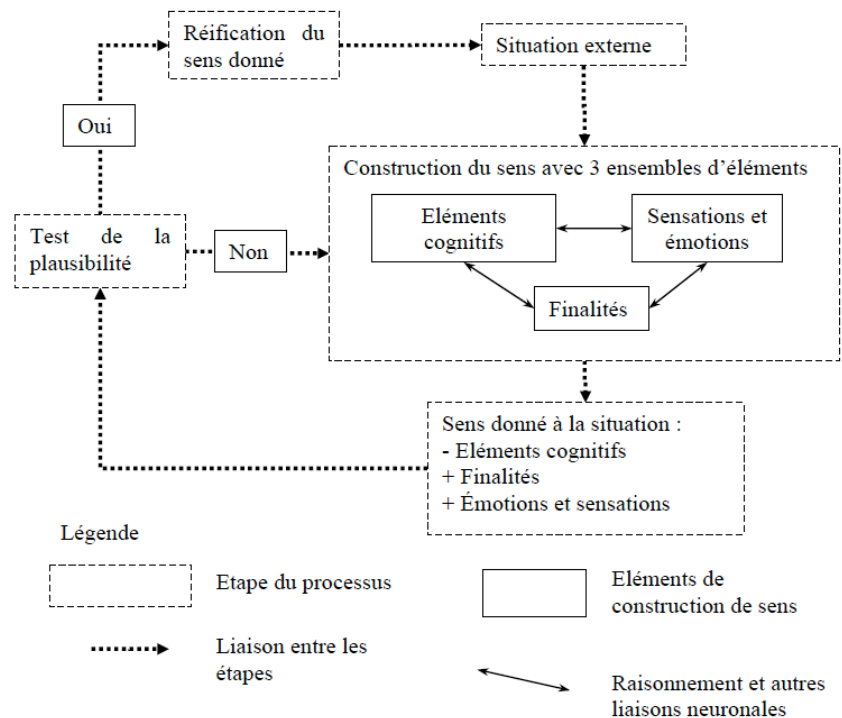 Réification du
sens donné
Situation externe
Oui
Construction du sens avec 3 ensembles d'éléments
Eléments
cognitifs
Sensations et
émotions
Test de la
plausibilité
Non
Finalités
Sens donné à la situation :
- Eléments cognitifs
+ Finalités
+ Émotions et sensations
Légende
Etape du processus
Eléments de
construction de sens
Liaison entre les
étapes
Raisonnement et autres
liaisons neuronales